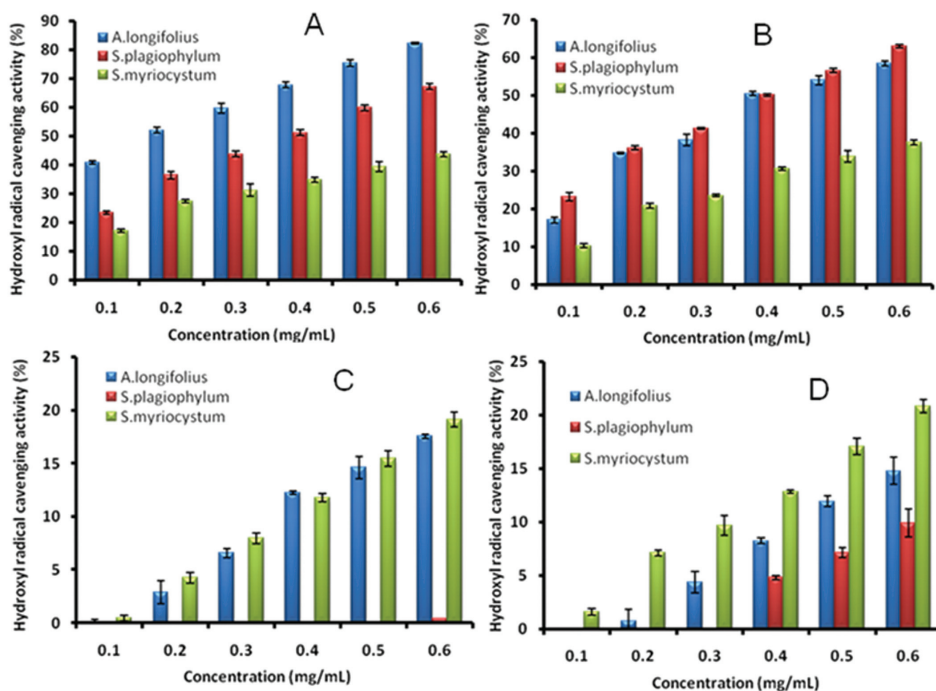 A
Hydroxyl radical cavenging activity (%)
90
80
70
60
50
40
30
20
10
0
A.longifolius
S.plagiophylum
S.myriocystum
0.1 0.2 0.3 0.4 0.5 0.6
Concentration (mg/mL)
B
Hydroxyl radical cavenging activity (%)
70
60
50
40
30
20
10
0
A.longifolius
S.plagiophylum
S.myriocystum
0.1 0.2 0.3 0.4 0.5 0.6
Concentration (mg/mL)
C
Hydroxyl radical cavenging activity (%)
25
20
15
10
5
0
A.longifolius
S.plagiophylum
S.myriocystum
0.1 0.2 0.3 0.4 0.5 0.6
Concentration (mg/mL)
D
Hydroxyl radical cavenging activity (%)
25
20
15
10
5
0
A.longifolius
S.plagiophylum
S.myriocystum
0.1 0.2 0.3 0.4 0.5 0.6
Concentration (mg/mL)